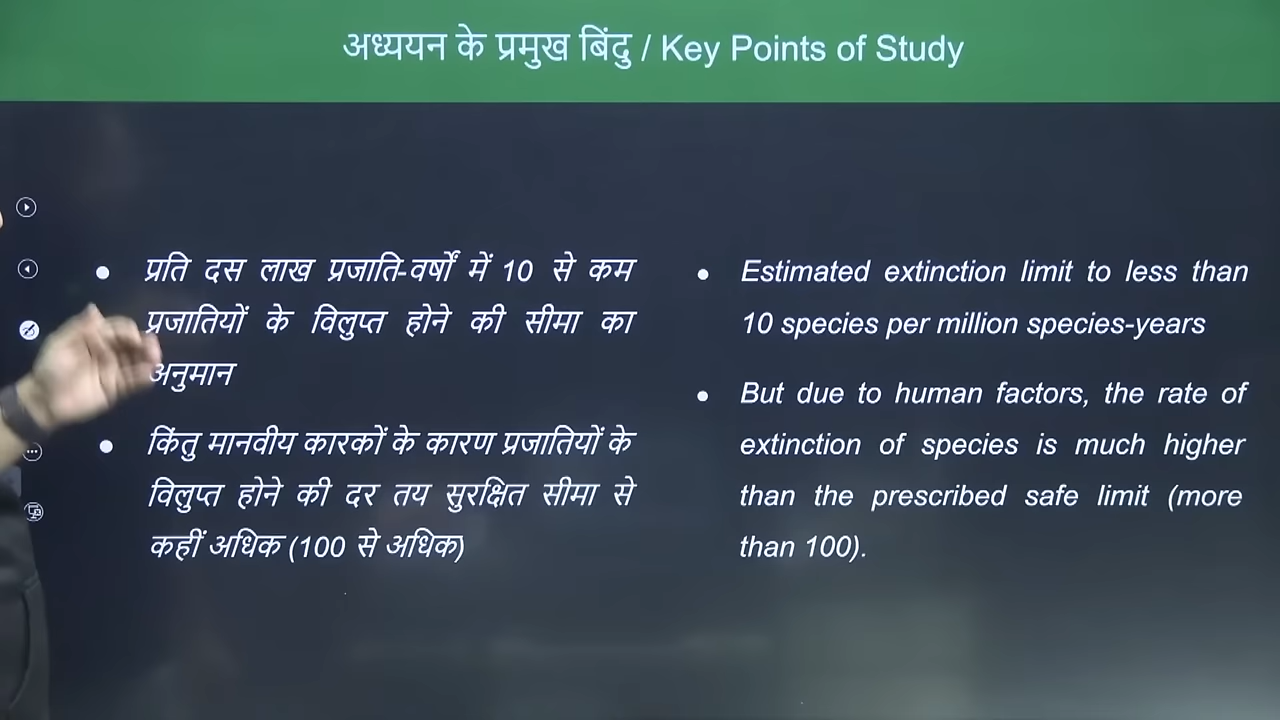 अध्ययन के प्रमुख बिंदु / Key Points of Study
प्रति दस लाख प्रजाति-वर्षों में 10 से कम
प्रजातियों के विलुप्त होने की सीमा का
अनुमान
किंतु मानवीय कारकों के कारण प्रजातियों के
विलुप्त होने की दर तय सुरक्षित सीमा से
कहीं अधिक (100 से अधिक)
Estimated extinction limit to less than
10 species per million species-years
But due to human factors, the rate of
extinction of species is much higher
than the prescribed safe limit (more
than 100).